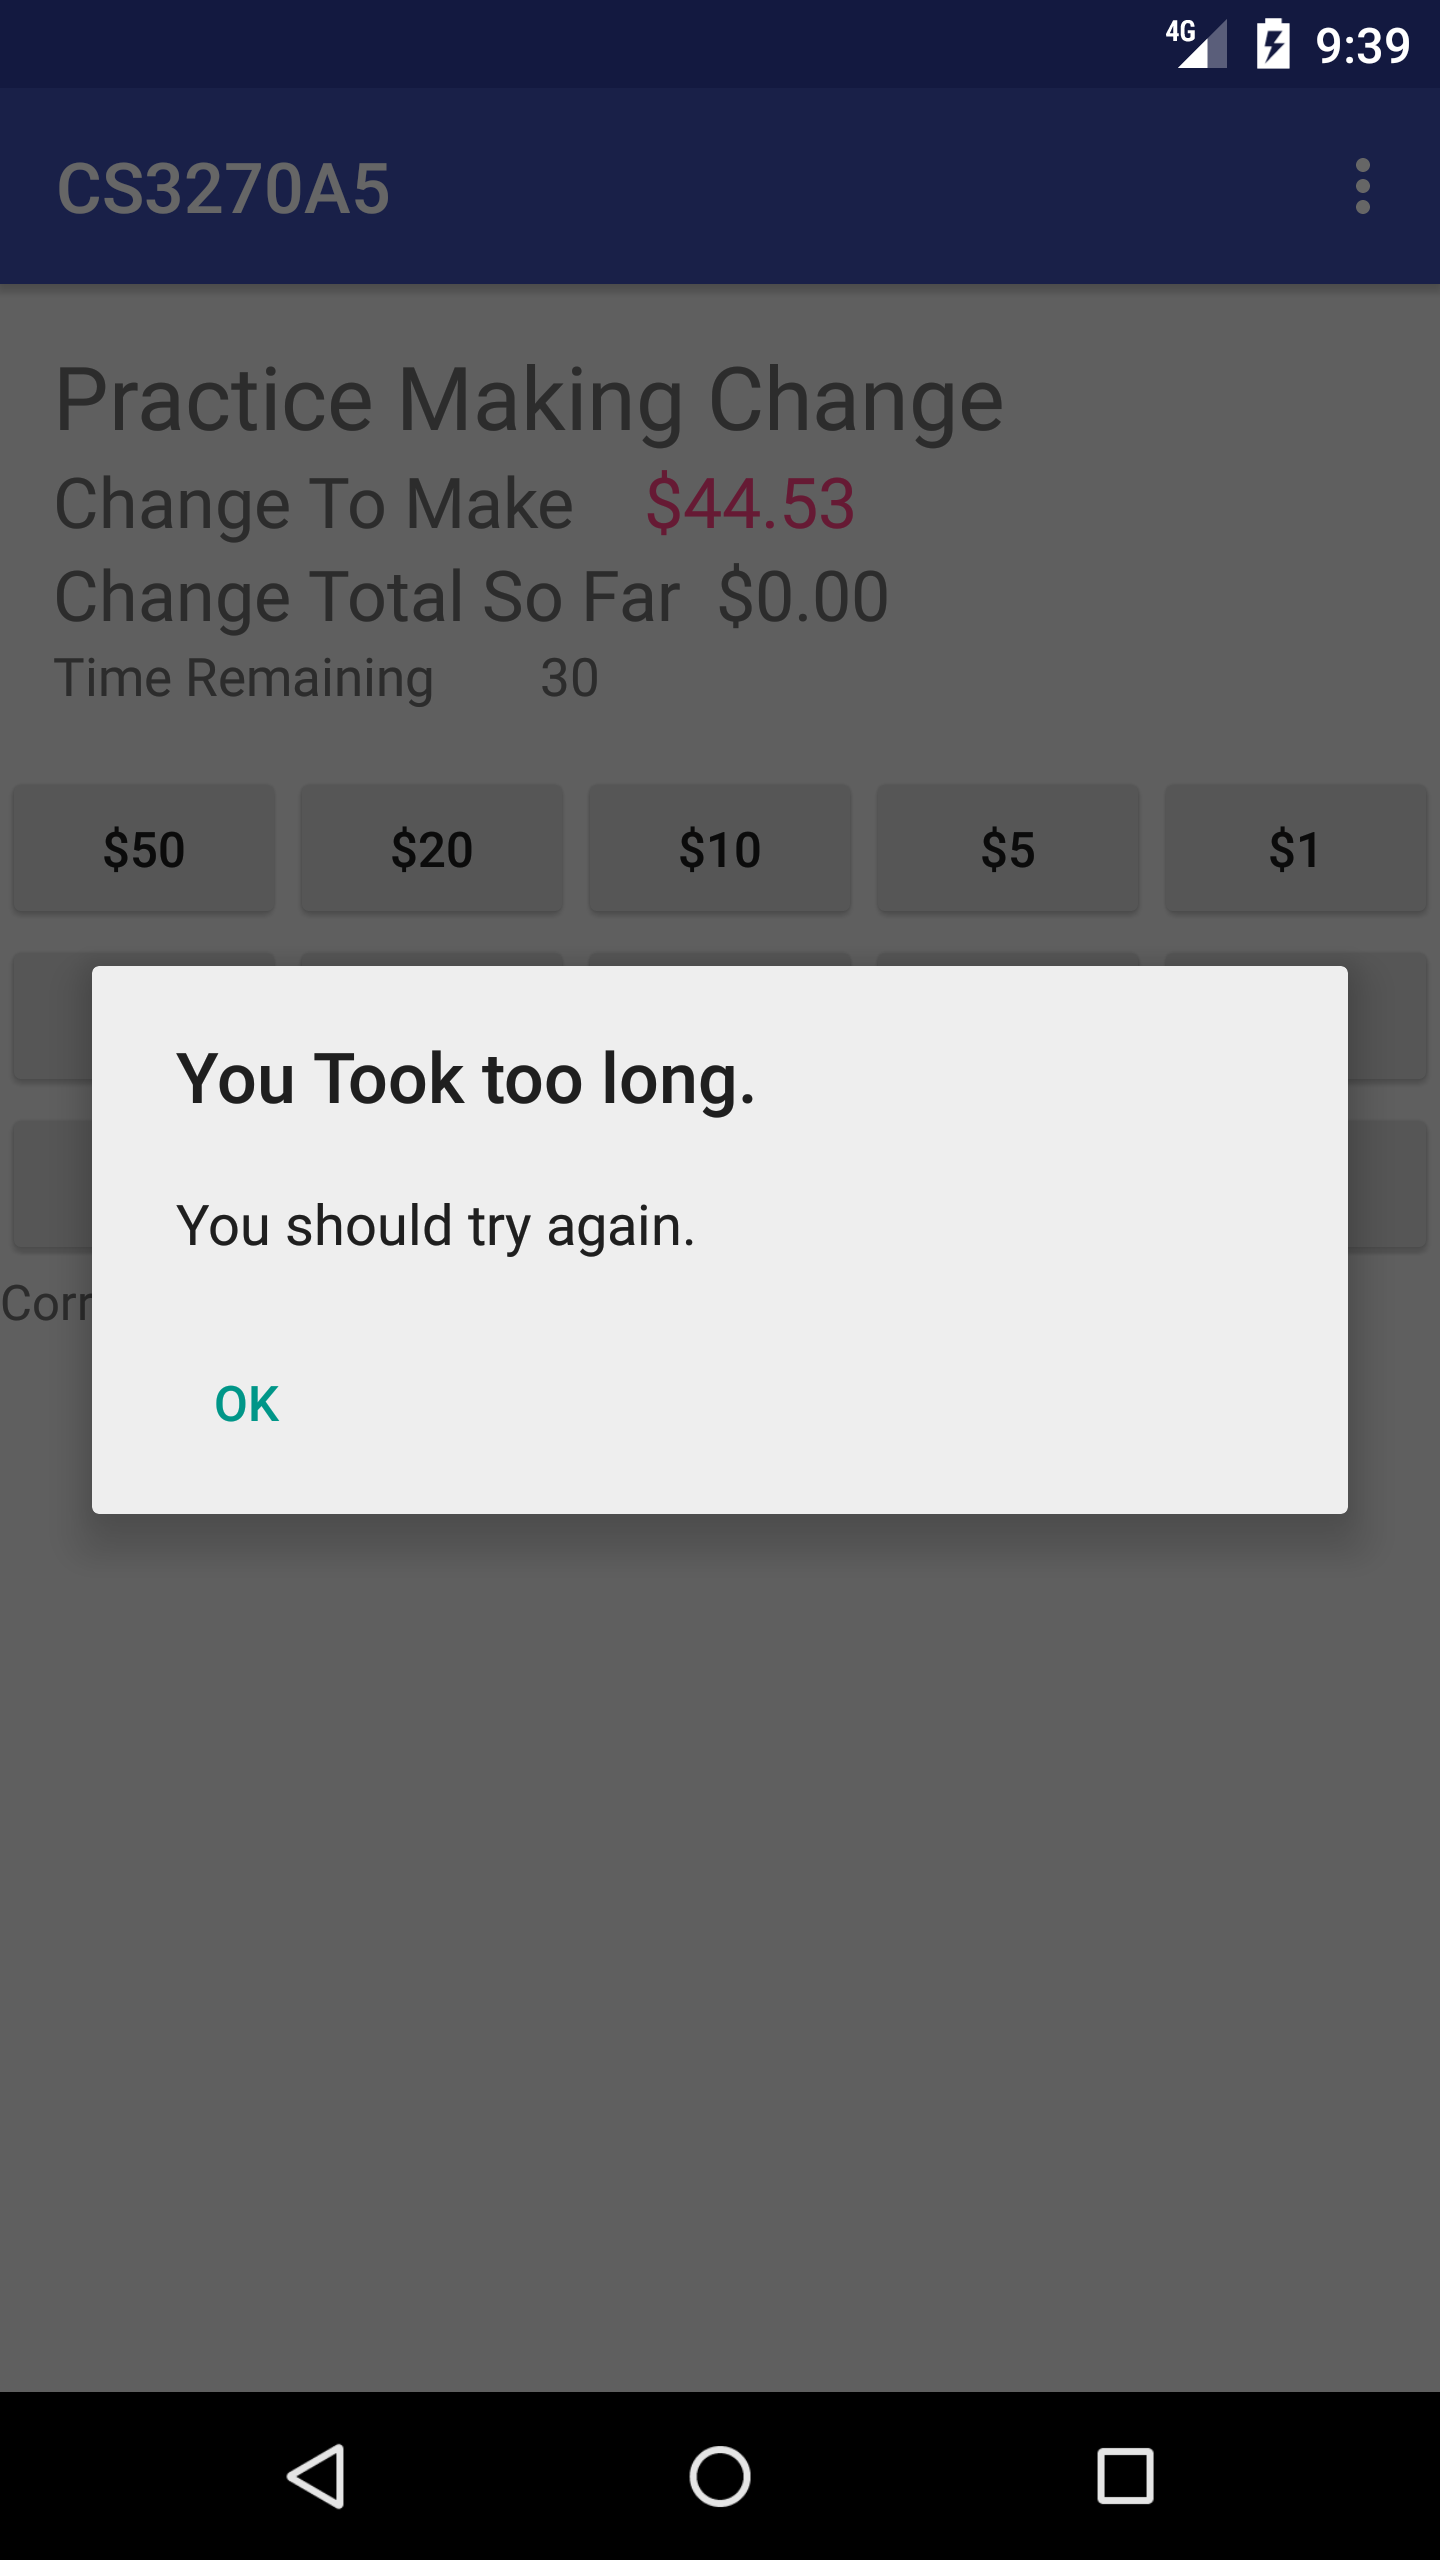 4G 9:39
CS3270A5
Practice Making Change
Change To Make $44.53
Change Total So Far $0.00
Time Remaining 30
$50 $20 $10 $5 $1
You Took too long.
You should try again.
Corr
OK